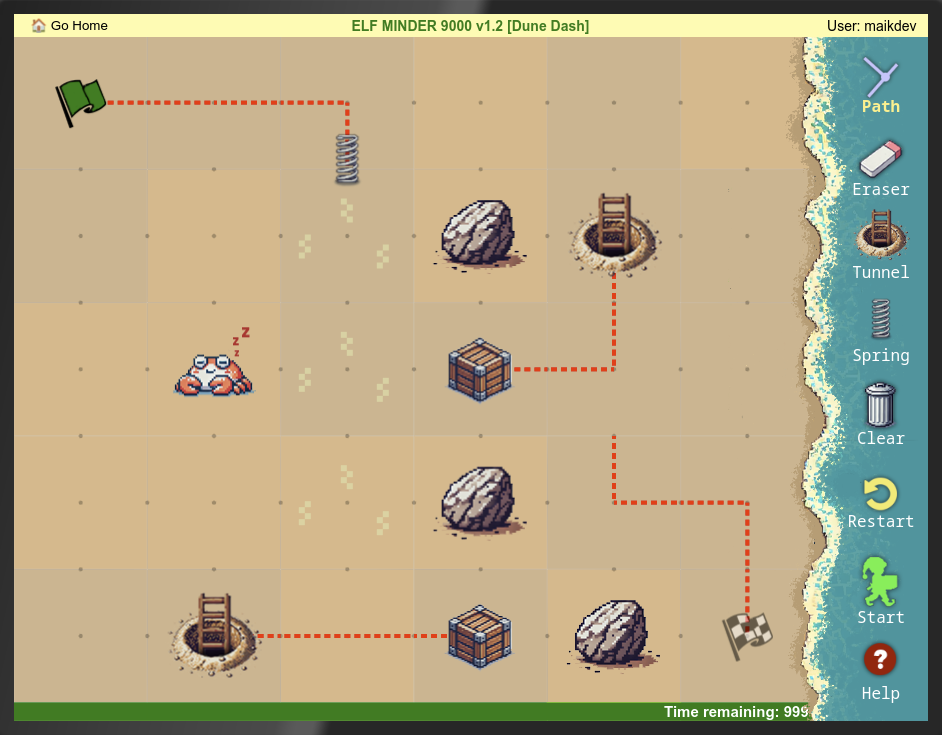 Go Home
ELF MINDER 9000 v1.2 [Dune Dash]
User: maikdev
Path
Eraser
Tunnel
Spring
Clear
Restart
Start
?
Help
z
z
z
Time remaining: 999